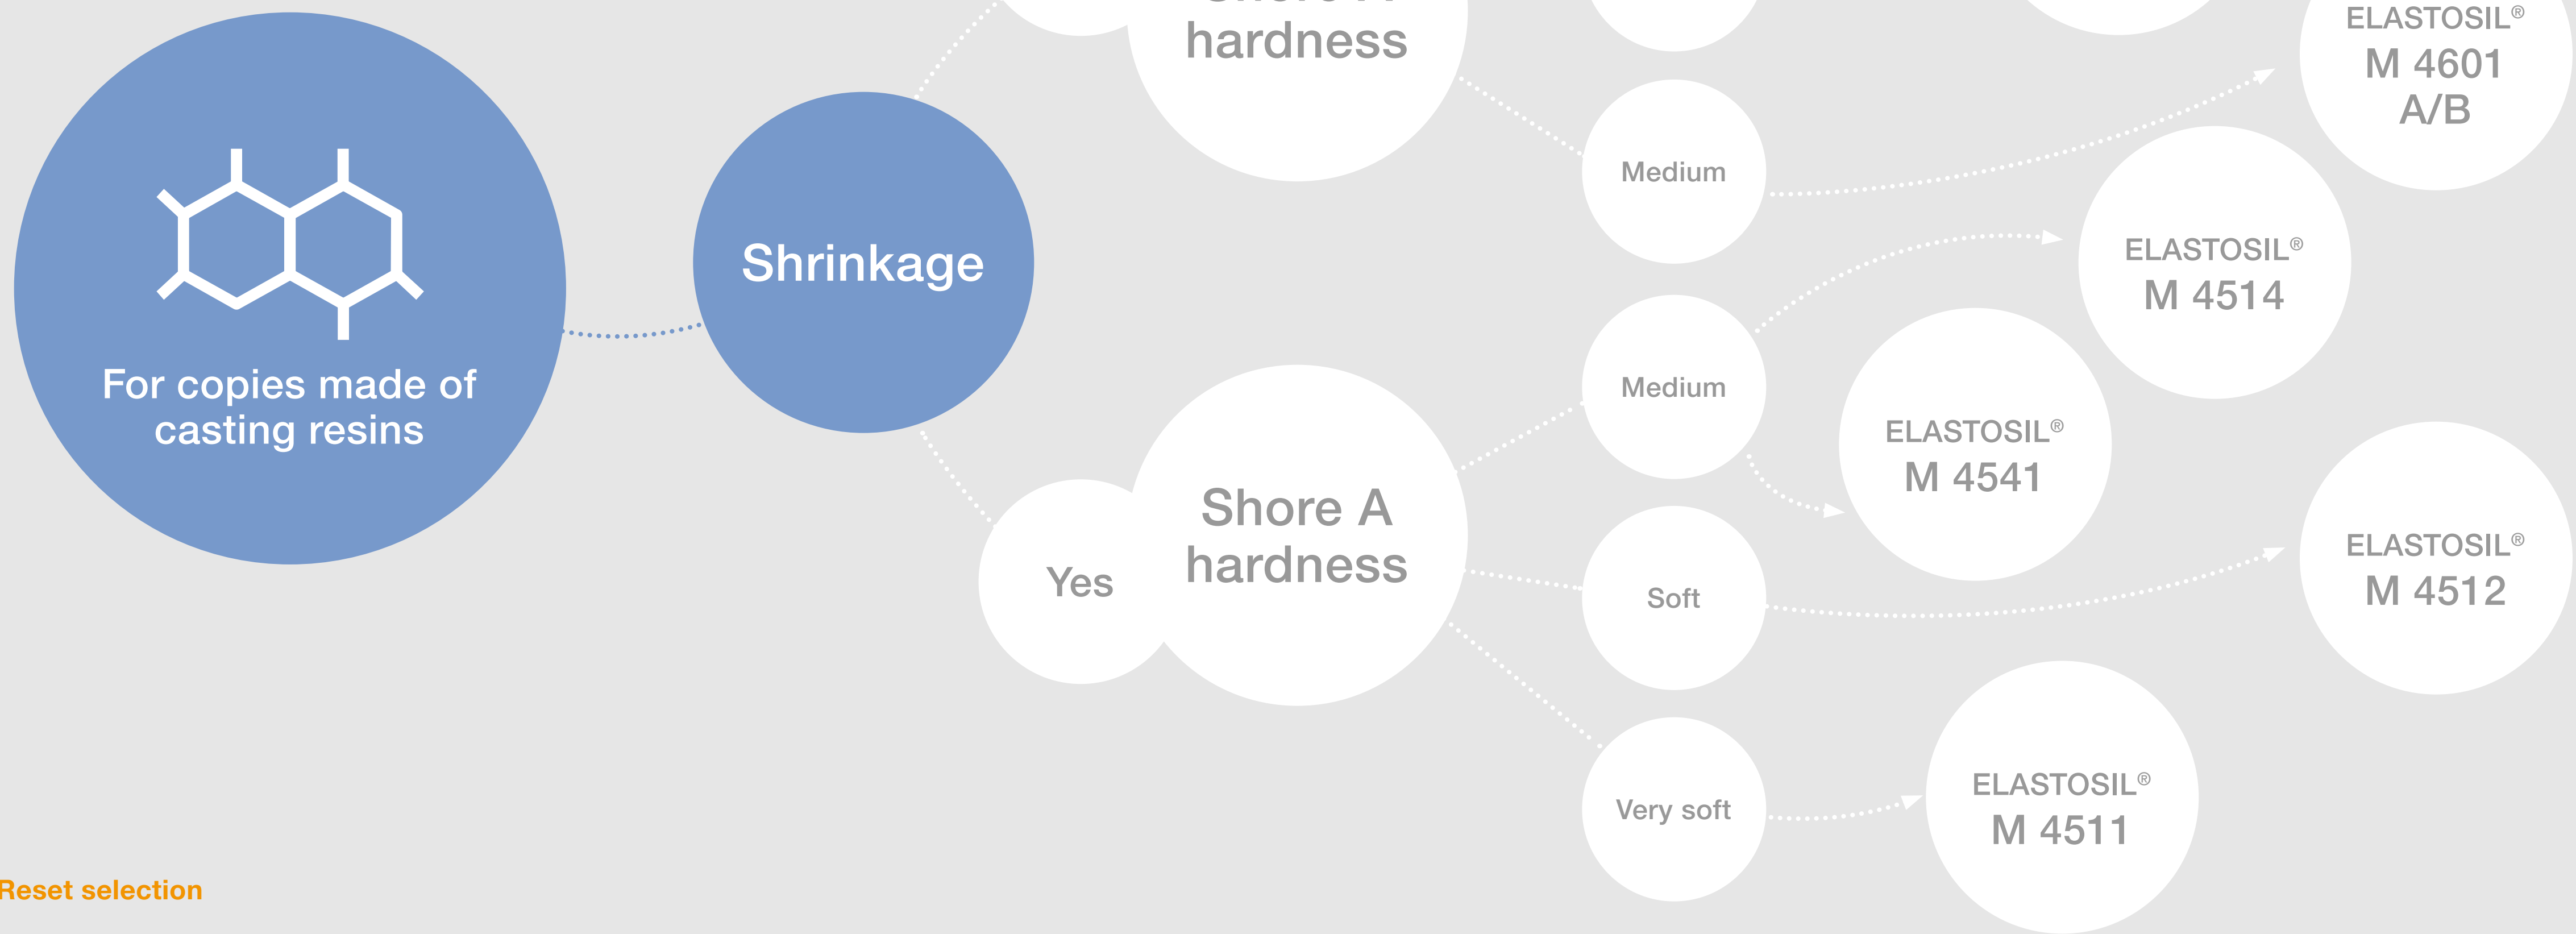 For copies made of
casting resins
Shrinkage
hardness
Medium
ELASTOSIL®
M 4601
A/B
Yes
Shore A
hardness
Medium
ELASTOSIL®
M 4514
ELASTOSIL®
M 4541
Soft
ELASTOSIL®
M 4512
Very soft
ELASTOSIL®
M 4511
Reset selection